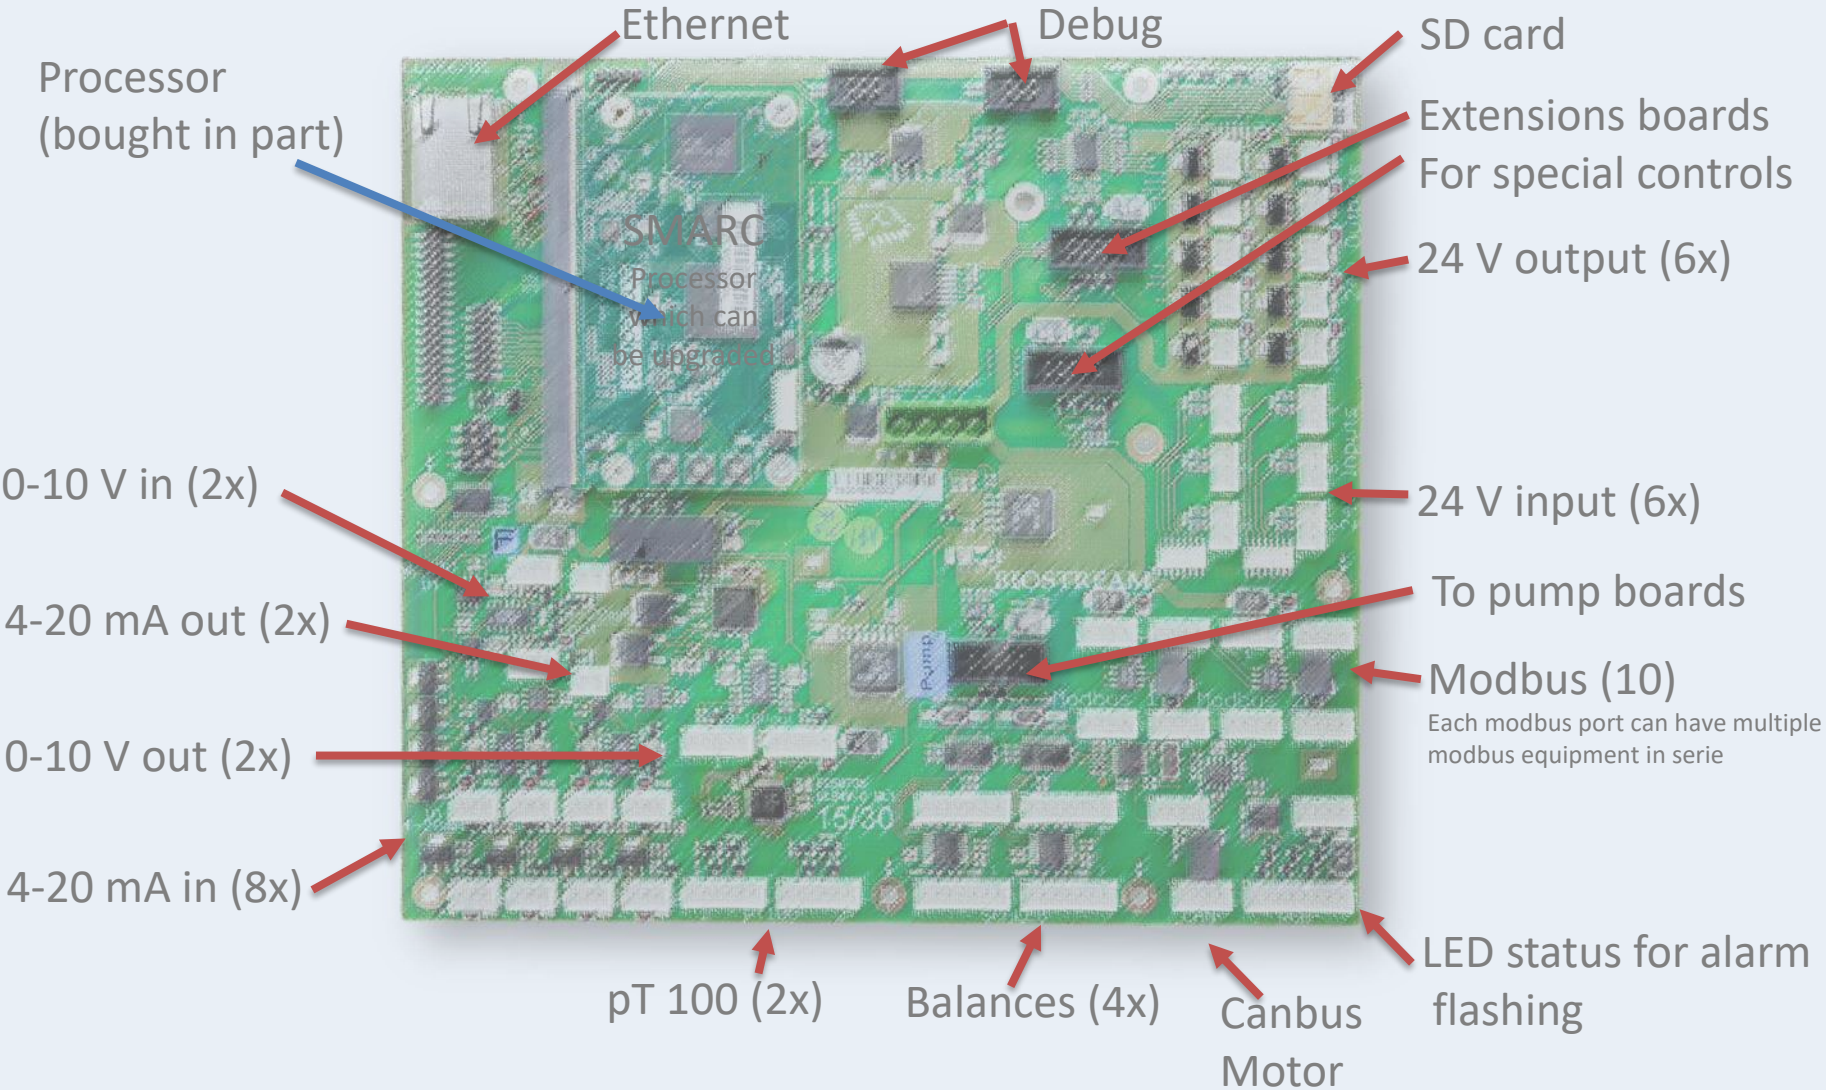 Ethernet
Debug
SD card
Processor
(bought in part)
Extensions boards
For special controls
SMARC
Processor
which can
be upgraded
24 V output (6x)
0-10 V in (2x)
24 V input (6x)
BIOSTREAM
To pump boards
4-20 mA out (2x)
Pump
Modbus (10)
Each modbus port can have multiple
modbus equipment in serie
0-10 V out (2x)
15/30
4-20 mA in (8x)
LED status for alarm
flashing
pT 100 (2x)
Balances (4x)
Canbus
Motor